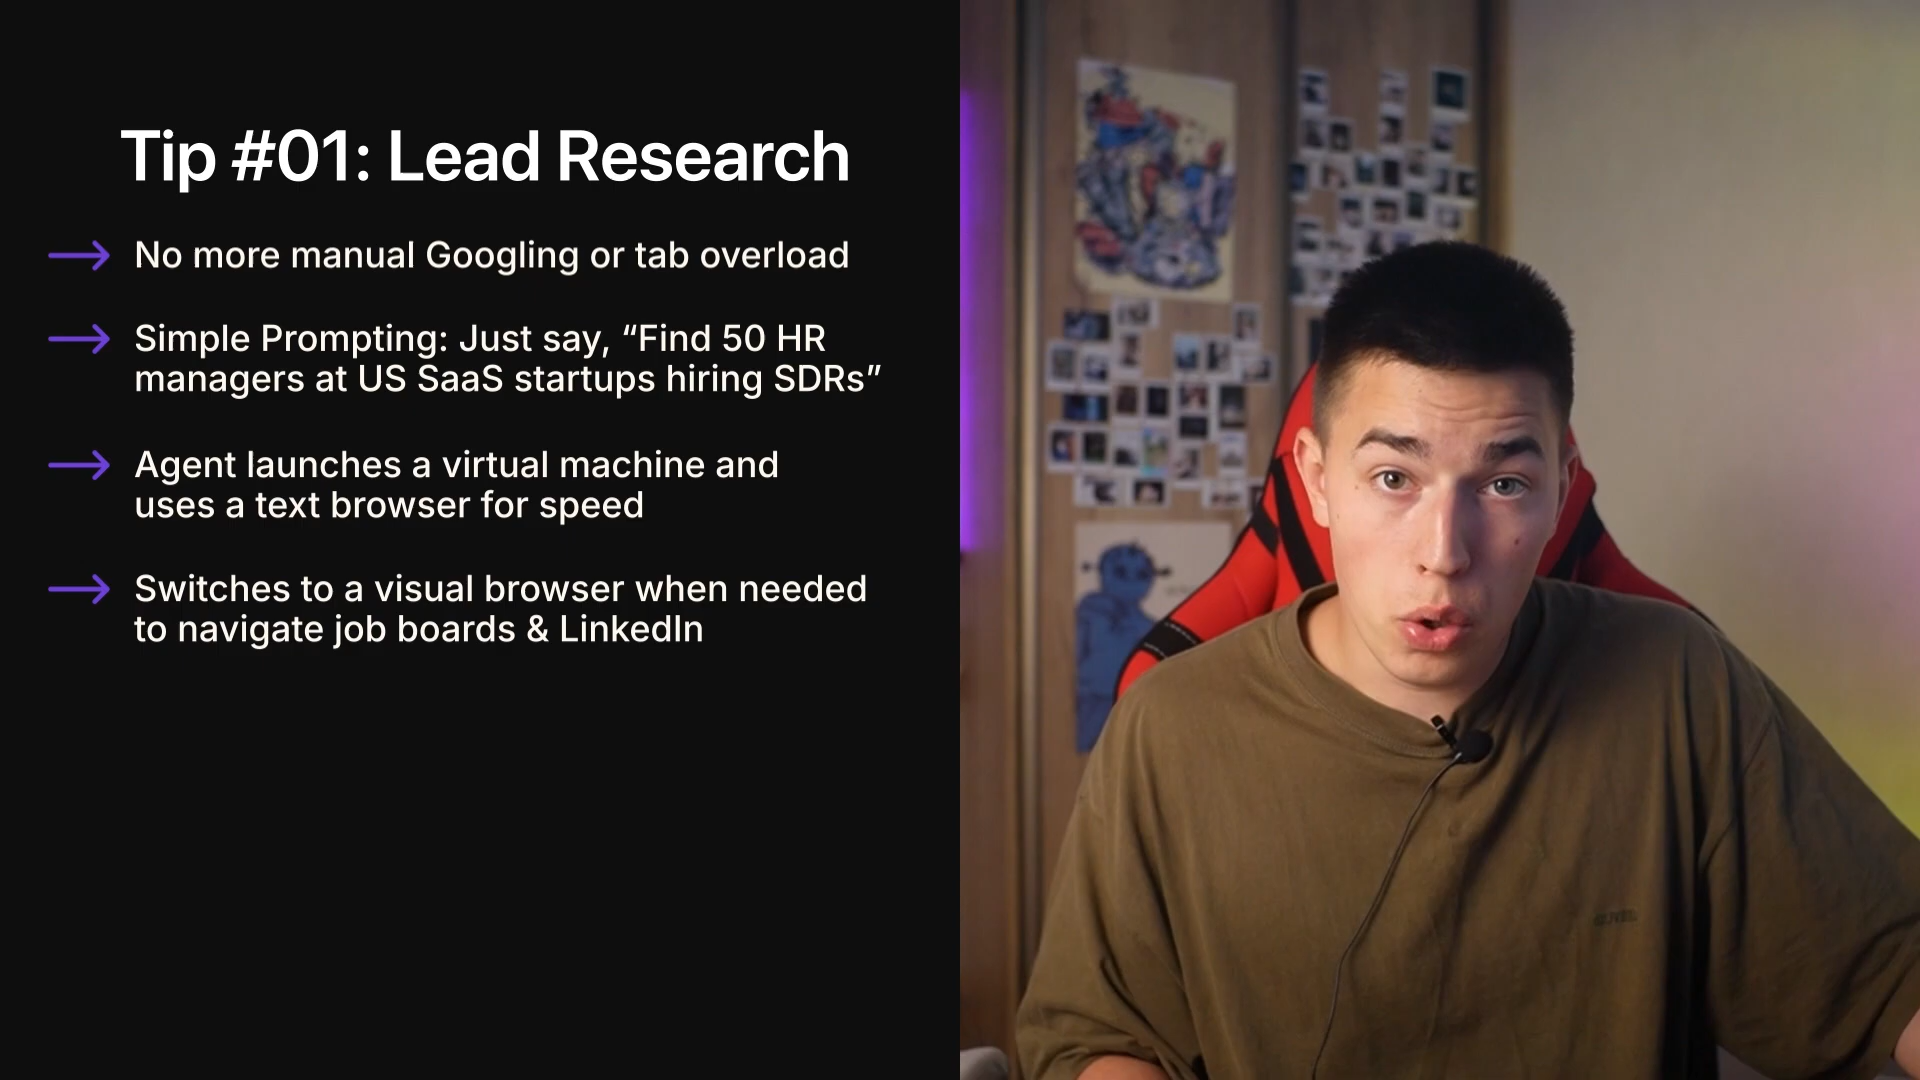 Tip #01: Lead Research
No more manual Googling or tab overload
Simple Prompting: Just say, “Find 50 HR
managers at US SaaS startups hiring SDRs”
Agent launches a virtual machine and
uses a text browser for speed
Switches to a visual browser when needed
to navigate job boards & LinkedIn